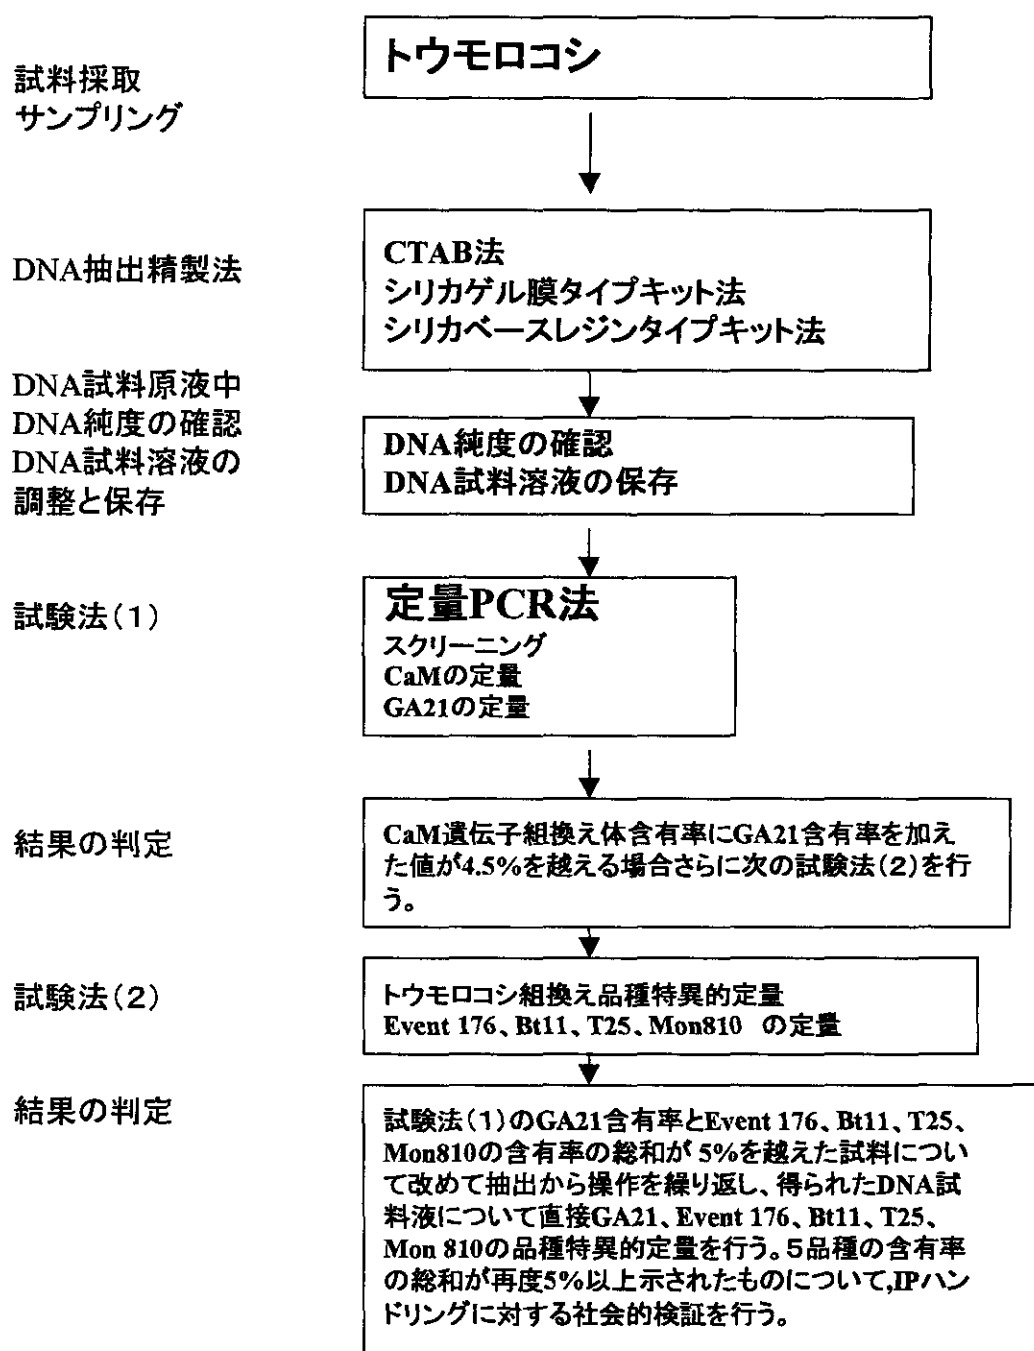 試料採取
サンプリング
トウモロコシ
DNA抽出精製法
CTAB法
シリカゲル膜タイプキット法
シリカベースレジンタイプキット法
DNA試料原液中
DNA純度の確認
DNA試料溶液の
調整と保存
DNA純度の確認
DNA試料溶液の保存
試験法(1)
定量PCR法
スクリーニング
CaMの定量
GA21の定量
結果の判定
CaM遺伝子組換え体含有率にGA21含有率を加え
た値が4.5%を越える場合さらに次の試験法(2)を行
う。
試験法(2)
トウモロコシ組換え品種特異的定量
Event 176、Bt11、T25、Mon810 の定量
結果の判定
試験法(1)のGA21含有率とEvent 176、Bt11、T25、
Mon810の含有率の総和が 5%を越えた試料につい
て改めて抽出から操作を繰り返し、得られたDNA試
料液について直接GA21、Event 176、Bt11、T25、
Mon 810の品種特異的定量を行う。5品種の含有率
の総和が再度5%以上示されたものについて,IPハン
ドリングに対する社会的検証を行う。